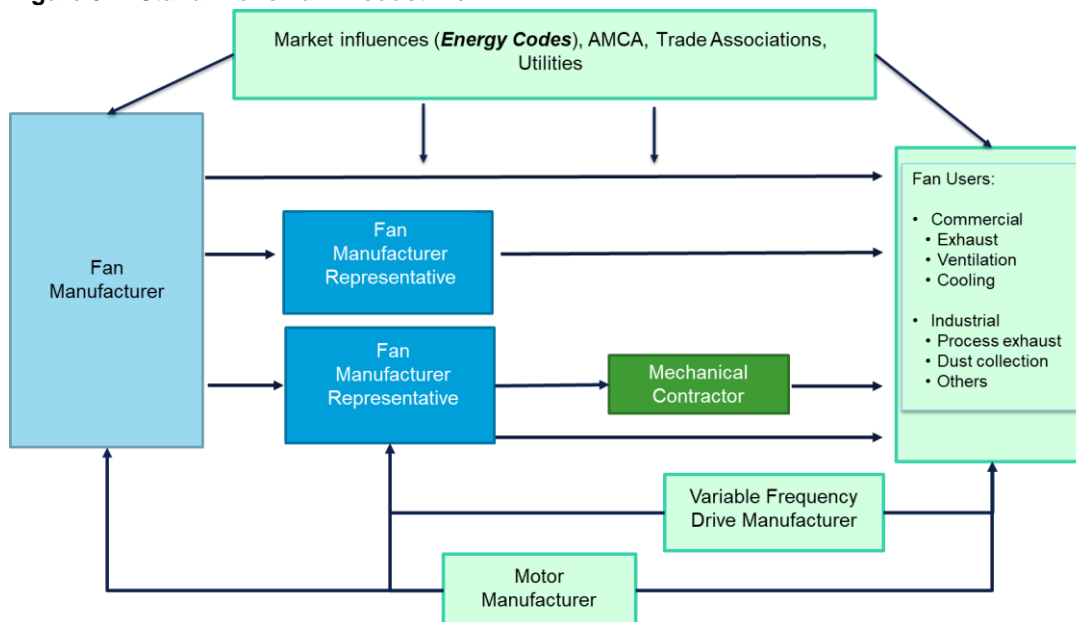 Market influences (Energy Codes), AMCA, Trade Associations,
Utilities
Fan
Manufacturer
Fan
Manufacturer
Representative
Fan
Manufacturer
Representative
Mechanical
Contractor
Fan Users:
• Commercial
• Exhaust
• Ventilation
• Cooling
• Industrial
• Process exhaust
• Dust collection
• Others
Variable Frequency
Drive Manufacturer
Motor
Manufacturer